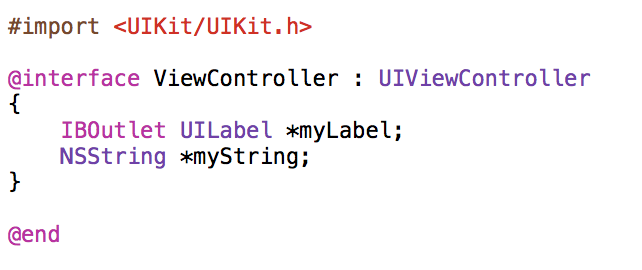 #import <UIKit/UIKit.h>
@interface ViewController : UIViewController
{
    IBOutlet UILabel *myLabel;
    NSString *myString;
}
@end